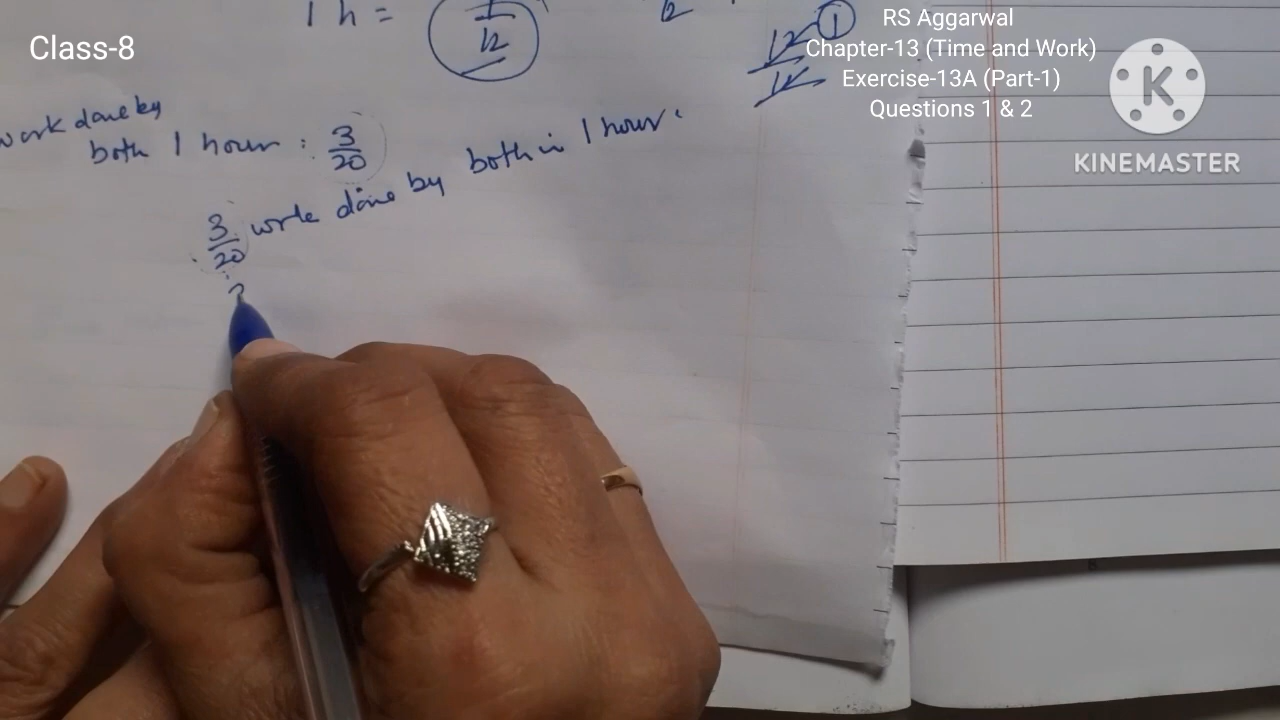 Class-8
RS Aggarwal
Chapter-13 (Time and Work)
Exercise-13A (Part-1)
Questions 1 & 2
K
KINEMASTER
1 h = 1/12
12 1
12
work done by
both 1 hour : 3/20
3/20 work done by both in 1 hour.